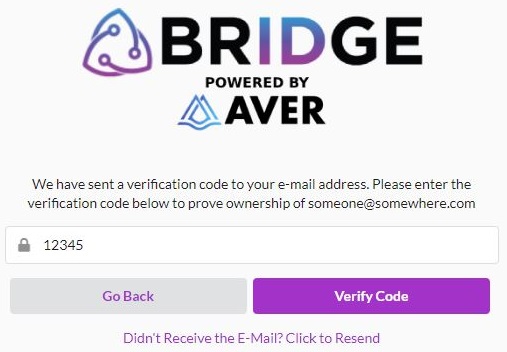 BRIDGE
POWERED BY
AVER
We have sent a verification code to your e-mail address. Please enter the
verification code below to prove ownership of someone@somewhere.com
12345
Go Back
Verify Code
Didn't Receive the E-Mail? Click to Resend